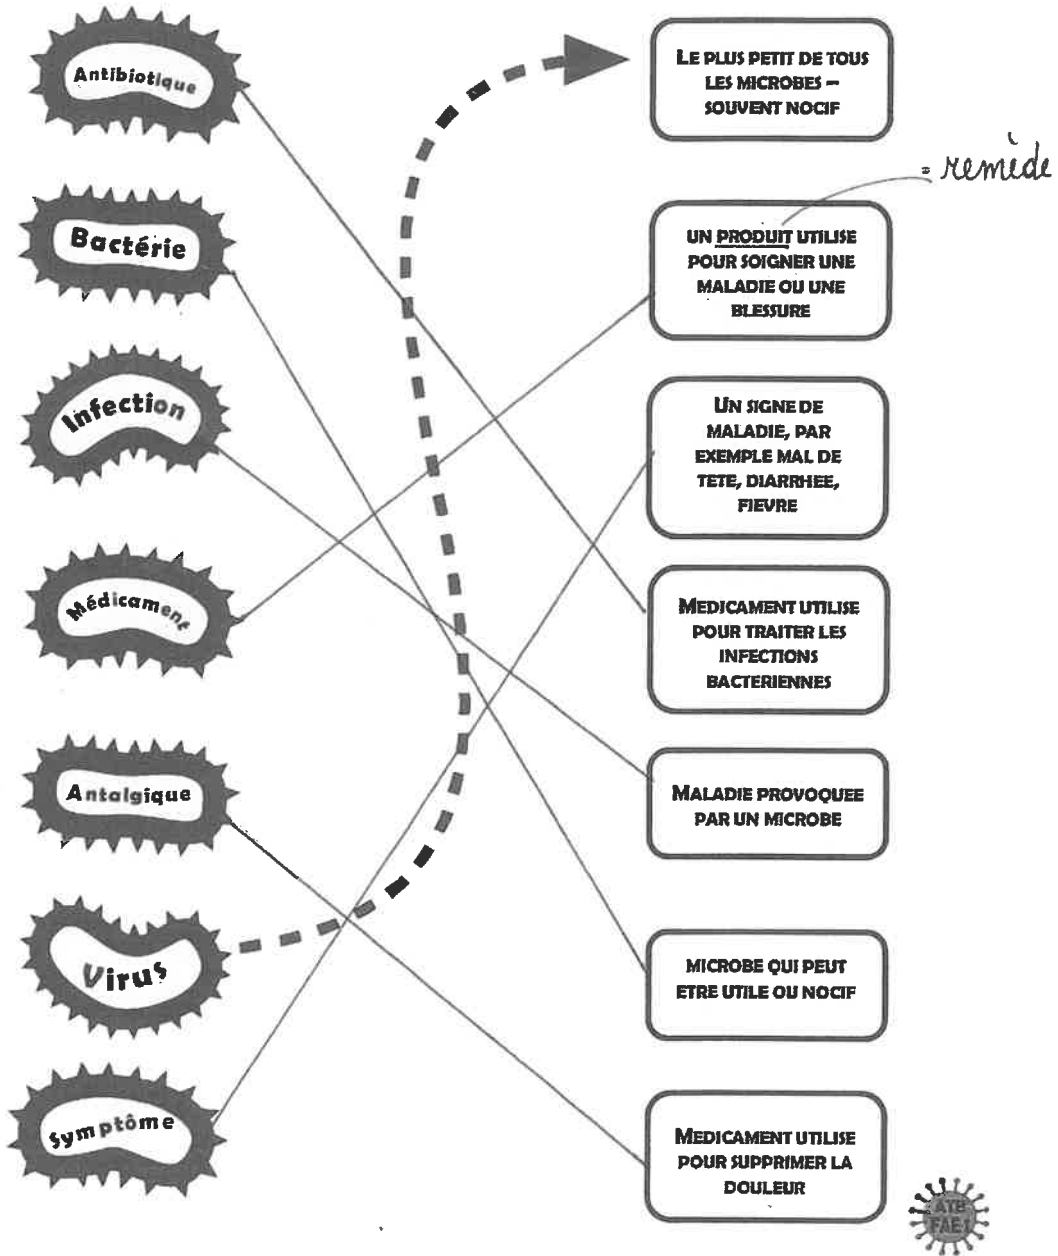 Antibiotique
LE PLUS PETIT DE TOUS
LES MICROBES –
SOUVENT NOCIF
= remède
Bactérie
UN PRODUIT UTILISE
POUR SOIGNER UNE
MALADIE OU UNE
BLESSURE
Infection
UN SIGNE DE
MALADIE, PAR
EXEMPLE MAL DE
TETE, DIARRHEE,
FIEVRE
Médicament
MEDICAMENT UTILISE
POUR TRAITER LES
INFECTIONS
BACTERIENNES
Antalgique
MALADIE PROVOQUEE
PAR UN MICROBE
Virus
MICROBE QUI PEUT
ETRE UTILE OU NOCIF
Symptôme
MEDICAMENT UTILISE
POUR SUPPRIMER LA
DOULEUR
ATB